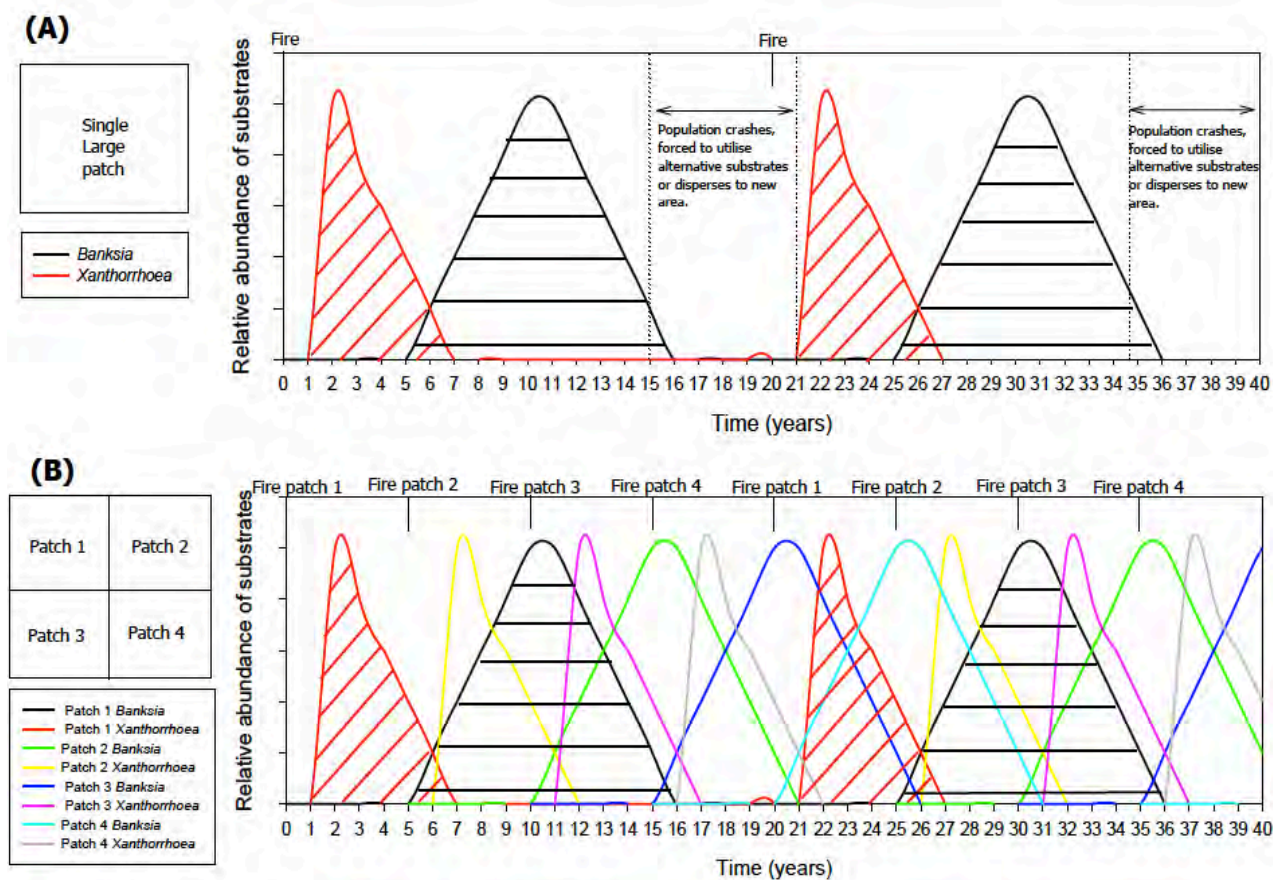 (A)
Single
Large
patch
Banksia
Xanthorrhoea
Relative abundance of substrates
Fire
Fire
Population crashes,
forced to utilise
alternative substrates
or disperses to new
area.
Population crashes,
forced to utilise
alternative substrates
or disperses to new
area.
0 1 2 3 4 5 6 7 8 9 10 11 12 13 14 15 16 17 18 19 20 21 22 23 24 25 26 27 28 29 30 31 32 33 34 35 36 37 38 39 40
Time (years)
(B)
Patch 1 Patch 2
Patch 3 Patch 4
Patch 1 Banksia
Patch 1 Xanthorrhoea
Patch 2 Banksia
Patch 2 Xanthorrhoea
Patch 3 Banksia
Patch 3 Xanthorrhoea
Patch 4 Banksia
Patch 4 Xanthorrhoea
Relative abundance of substrates
Fire patch 1 Fire patch 2 Fire patch 3 Fire patch 4 Fire patch 1 Fire patch 2 Fire patch 3 Fire patch 4
0 1 2 3 4 5 6 7 8 9 10 11 12 13 14 15 16 17 18 19 20 21 22 23 24 25 26 27 28 29 30 31 32 33 34 35 36 37 38 39 40
Time (years)